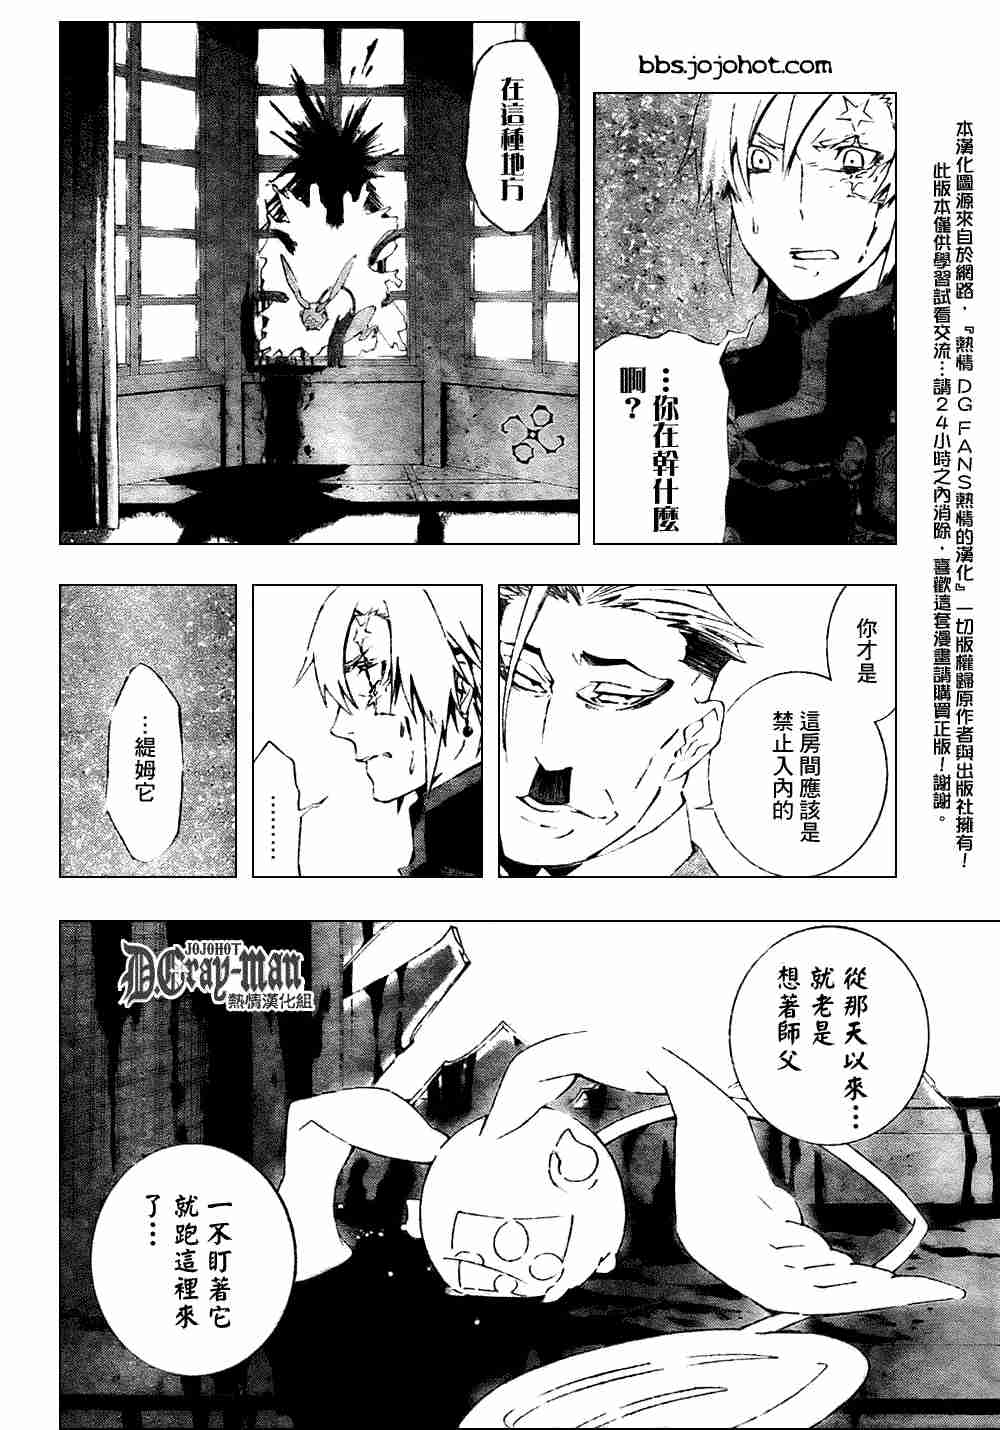 bbs.jojohot.com
本漢化圖源來自於網路，『熱情DG FANS熱情的漢化』一切版權歸原作者與出版社擁有！
此版本僅供學習試看交流…請24小時之內消除，喜歡這套漫畫請購買正版！謝謝。
…你在幹什麼
啊？
在這種地方
你才是
這房間應該是
禁止入內的
………
…緹姆它
從那天以來…
就老是
想著師父
一不盯著它
就跑這裡來
了…
JOJOHOT
D.Gray-man
熱情漢化組